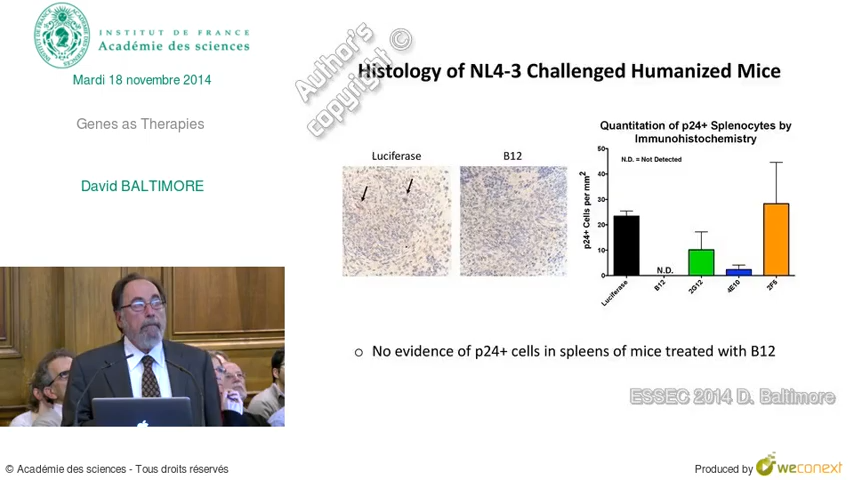 INSTITUT DE FRANCE
Académie des sciences
Mardi 18 novembre 2014
Genes as Therapies
David BALTIMORE
Author's
copyright ©
Histology of NL4-3 Challenged Humanized Mice
Luciferase
B12
Quantitation of p24+ Splenocytes by
Immunohistochemistry
N.D. = Not Detected
p24+ Cells per mm2
50
40
30
20
10
0
N.D.
Luciferase
B12
2G12
4E10
2F5
o No evidence of p24+ cells in spleens of mice treated with B12
ESSEC 2014 D. Baltimore
© Académie des sciences - Tous droits réservés
Produced by weconext